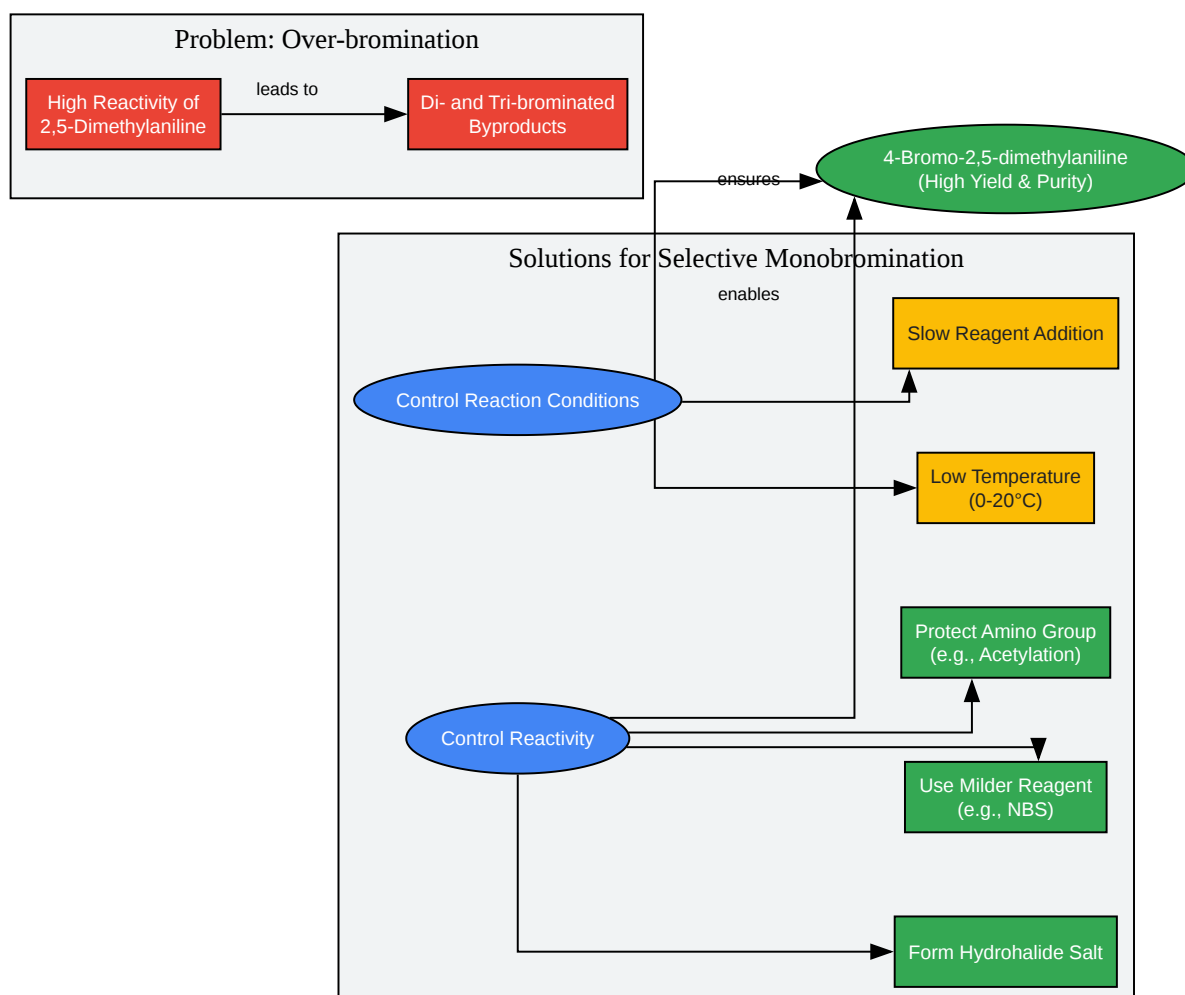 Problem: Over-bromination
High Reactivity of
2,5-Dimethylaniline
leads to
Di- and Tri-brominated
Byproducts
4-Bromo-2,5-dimethylaniline
(High Yield & Purity)
ensures
Solutions for Selective Monobromination
enables
Slow Reagent Addition
Control Reaction Conditions
Low Temperature
(0-20°C)
Protect Amino Group
(e.g., Acetylation)
Control Reactivity
Use Milder Reagent
(e.g., NBS)
Form Hydrohalide Salt